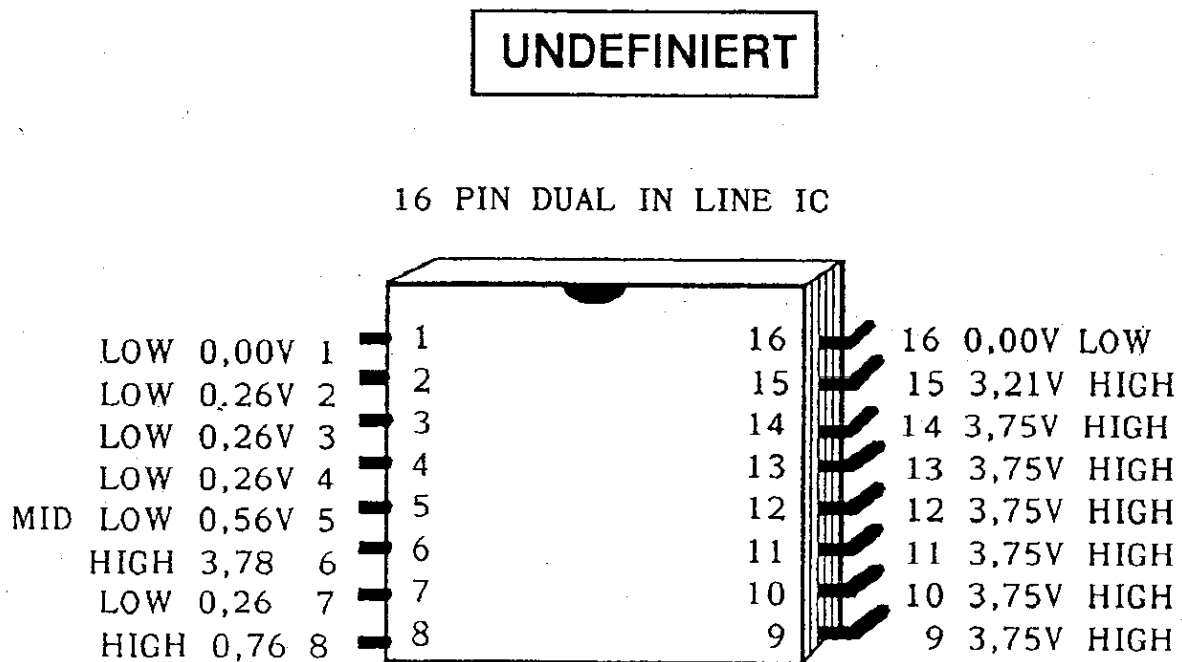 UNDEFINIERT
16 PIN DUAL IN LINE IC
LOW 0,00V 1 1 16 16 0,00V LOW
LOW 0.26V 2 2 15 15 3,21V HIGH
LOW 0,26V 3 3 14 14 3,75V HIGH
LOW 0,26V 4 4 13 13 3,75V HIGH
MID LOW 0,56V 5 5 12 12 3,75V HIGH
HIGH 3,78 6 6 11 11 3,75V HIGH
LOW 0,26 7 7 10 10 3,75V HIGH
HIGH 0,76 8 8 9 9 3,75V HIGH